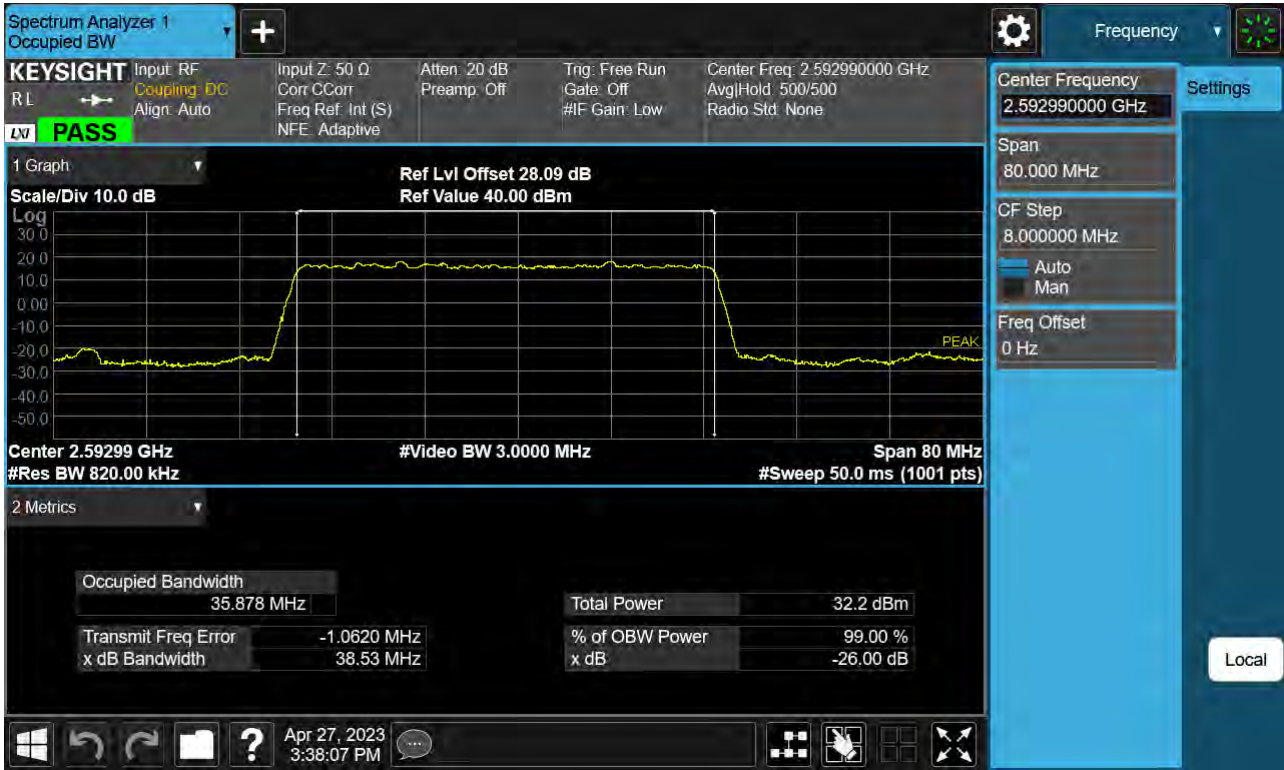 Spectrum Analyzer 1
Occupied BW
+
Frequency
KEYSIGHT
RL
LXI PASS
Input: RF
Coupling: DC
Align: Auto
Input Z: 50 Ω
Corr CCorr
Freq Ref: Int (S)
NFE: Adaptive
Atten: 20 dB
Preamp: Off
Trig: Free Run
Gate: Off
#IF Gain: Low
Center Freq: 2.592990000 GHz
Avg|Hold: 500/500
Radio Std: None
Center Frequency
2.592990000 GHz
Settings
Span
80.000 MHz
CF Step
8.000000 MHz
Auto
Man
Freq Offset
0 Hz
1 Graph
Scale/Div 10.0 dB
Ref Lvl Offset 28.09 dB
Ref Value 40.00 dBm
Log
30.0
20.0
10.0
0.00
-10.0
-20.0
-30.0
-40.0
-50.0
PEAK
Center 2.59299 GHz
#Video BW 3.0000 MHz
Span 80 MHz
#Res BW 820.00 kHz
#Sweep 50.0 ms (1001 pts)
2 Metrics
Occupied Bandwidth
35.878 MHz
Total Power 32.2 dBm
Transmit Freq Error -1.0620 MHz
% of OBW Power 99.00 %
x dB Bandwidth 38.53 MHz
x dB -26.00 dB
Local
?
Apr 27, 2023
3:38:07 PM